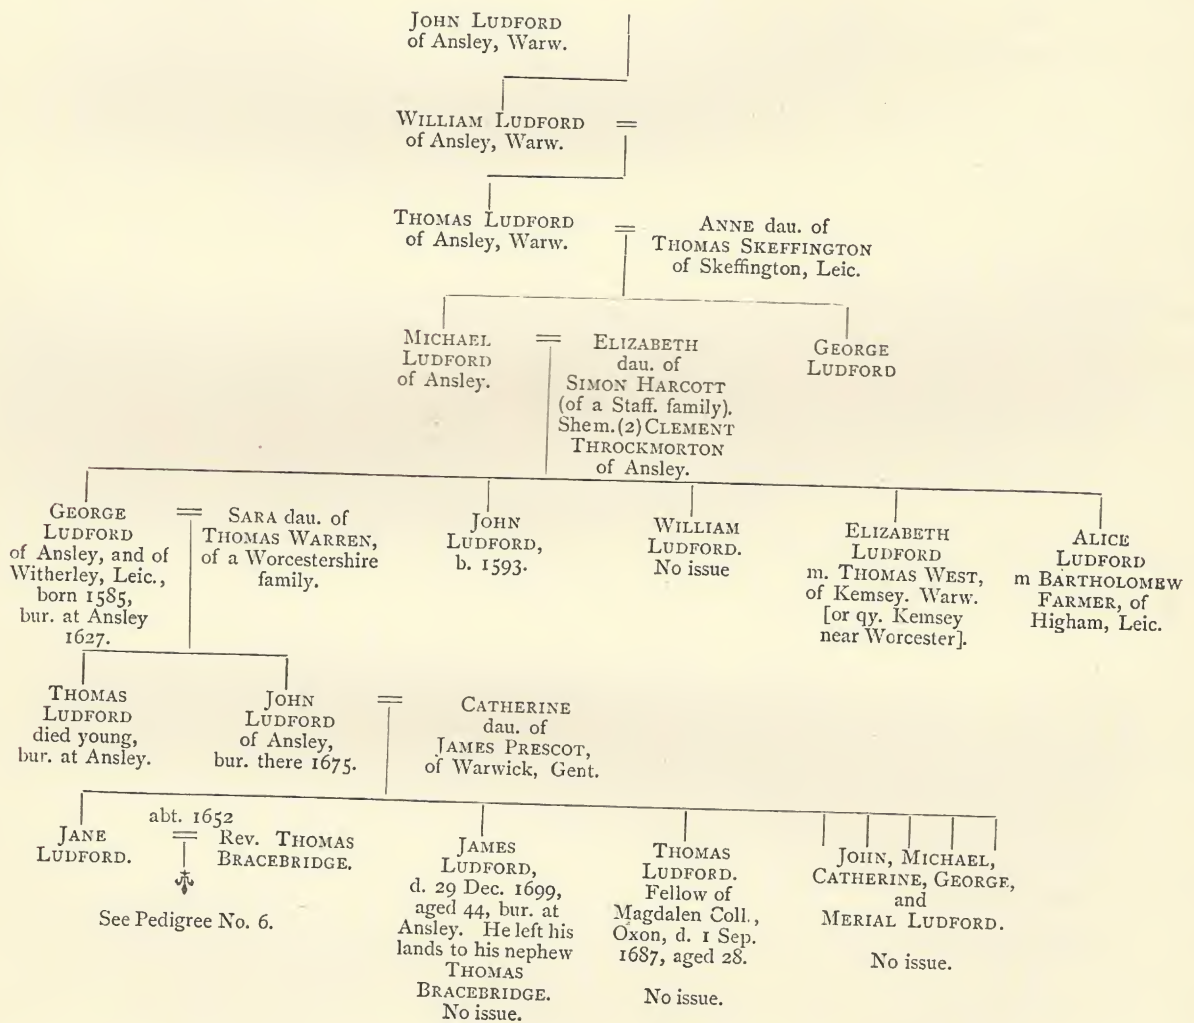 JOHN LUDFORD
of Ansley, Warw.
WILLIAM LUDFORD =
of Ansley, Warw.
THOMAS LUDFORD
of Ansley, Warw.
=
ANNE dau. of
THOMAS SKEFFINGTON
of Skeffington, Leic.
MICHAEL
LUDFORD
of Ansley.
=
ELIZABETH
dau. of
SIMON HARCOTT
(of a Staff. family).
She m. (2) CLEMENT
THROCKMORTON
of Ansley.
GEORGE
LUDFORD
GEORGE
LUDFORD
of Ansley, and of
Witherley, Leic.,
born 1585,
bur. at Ansley
1627.
=
SARA dau. of
THOMAS WARREN,
of a Worcestershire
family.
JOHN
LUDFORD,
b. 1593.
WILLIAM
LUDFORD.
No issue
ELIZABETH
LUDFORD
m. THOMAS WEST,
of Kemsey. Warw.
[or qy. Kemsey
near Worcester].
ALICE
LUDFORD
m BARTHOLOMEW
FARMER, of
Higham, Leic.
THOMAS
LUDFORD
died young,
bur. at Ansley.
JOHN
LUDFORD
of Ansley,
bur. there 1675.
=
CATHERINE
dau. of
JAMES PRESCOT,
of Warwick, Gent.
JANE
LUDFORD.
abt. 1652
=
Rev. THOMAS
BRACEBRIDGE.
See Pedigree No. 6.
JAMES
LUDFORD,
d. 29 Dec. 1699,
aged 44, bur. at
Ansley. He left his
lands to his nephew
THOMAS
BRACEBRIDGE.
No issue.
THOMAS
LUDFORD.
Fellow of
Magdalen Coll.,
Oxon, d. 1 Sep.
1687, aged 28.
No issue.
JOHN, MICHAEL,
CATHERINE, GEORGE,
and
MERIAL LUDFORD.
No issue.